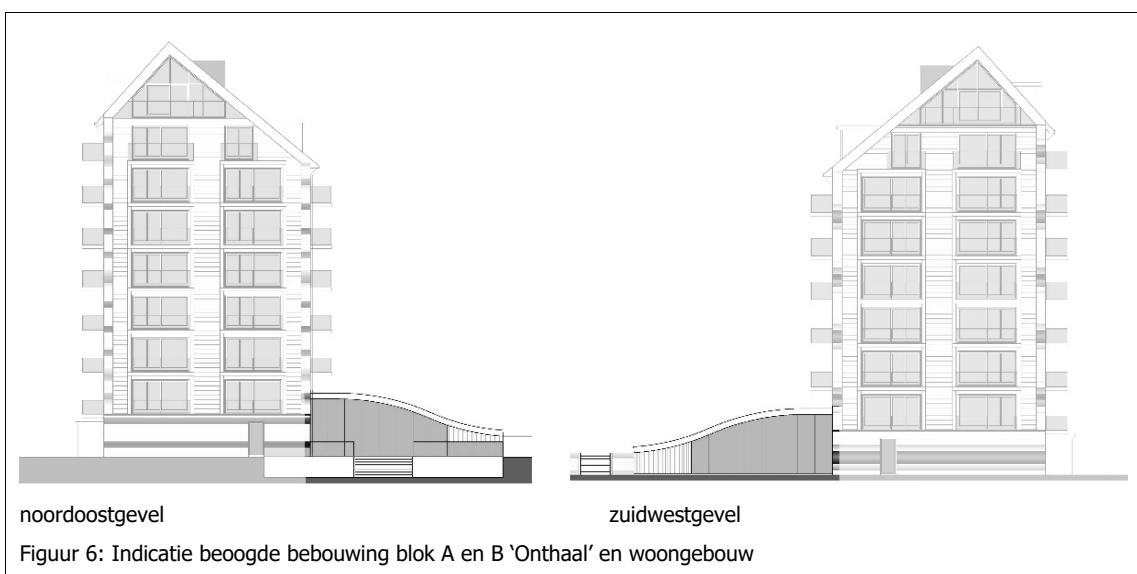 noordoostgevel
zuidwestgevel
Figuur 6: Indicatie beoogde bebouwing blok A en B ‘Onthaal’ en woongebouw